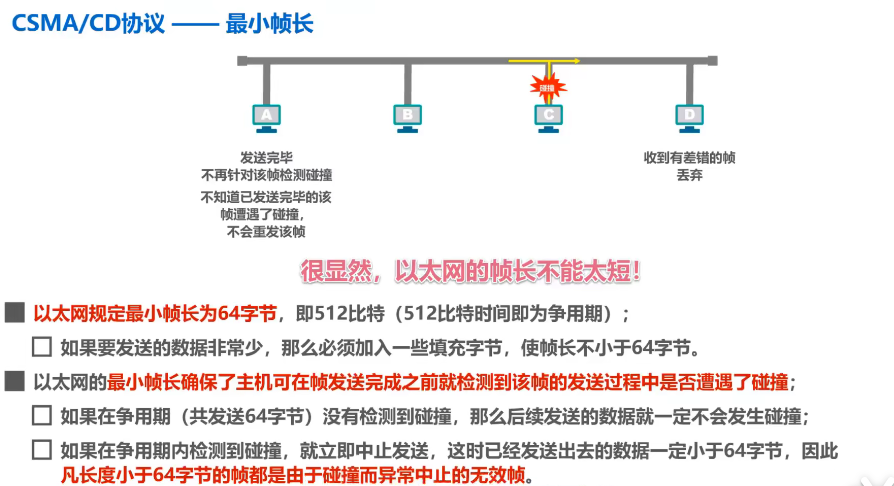 CSMA/CD协议 —— 最小帧长
碰撞
A
B
C
D
发送完毕
不再针对该帧检测碰撞
不知道已发送完毕的该
帧遭遇了碰撞，
不会重发该帧
收到有差错的帧
丢弃
很显然，以太网的帧长不能太短！
以太网规定最小帧长为64字节，即512比特（512比特时间即为争用期）；
如果要发送的数据非常少，那么必须加入一些填充字节，使帧长不小于64字节。
以太网的最小帧长确保了主机可在帧发送完成之前就检测到该帧的发送过程中是否遭遇了碰撞；
如果在争用期（共发送64字节）没有检测到碰撞，那么后续发送的数据就一定不会发生碰撞；
如果在争用期内检测到碰撞，就立即中止发送，这时已经发送出去的数据一定小于64字节，因此
凡长度小于64字节的帧都是由于碰撞而异常中止的无效帧。